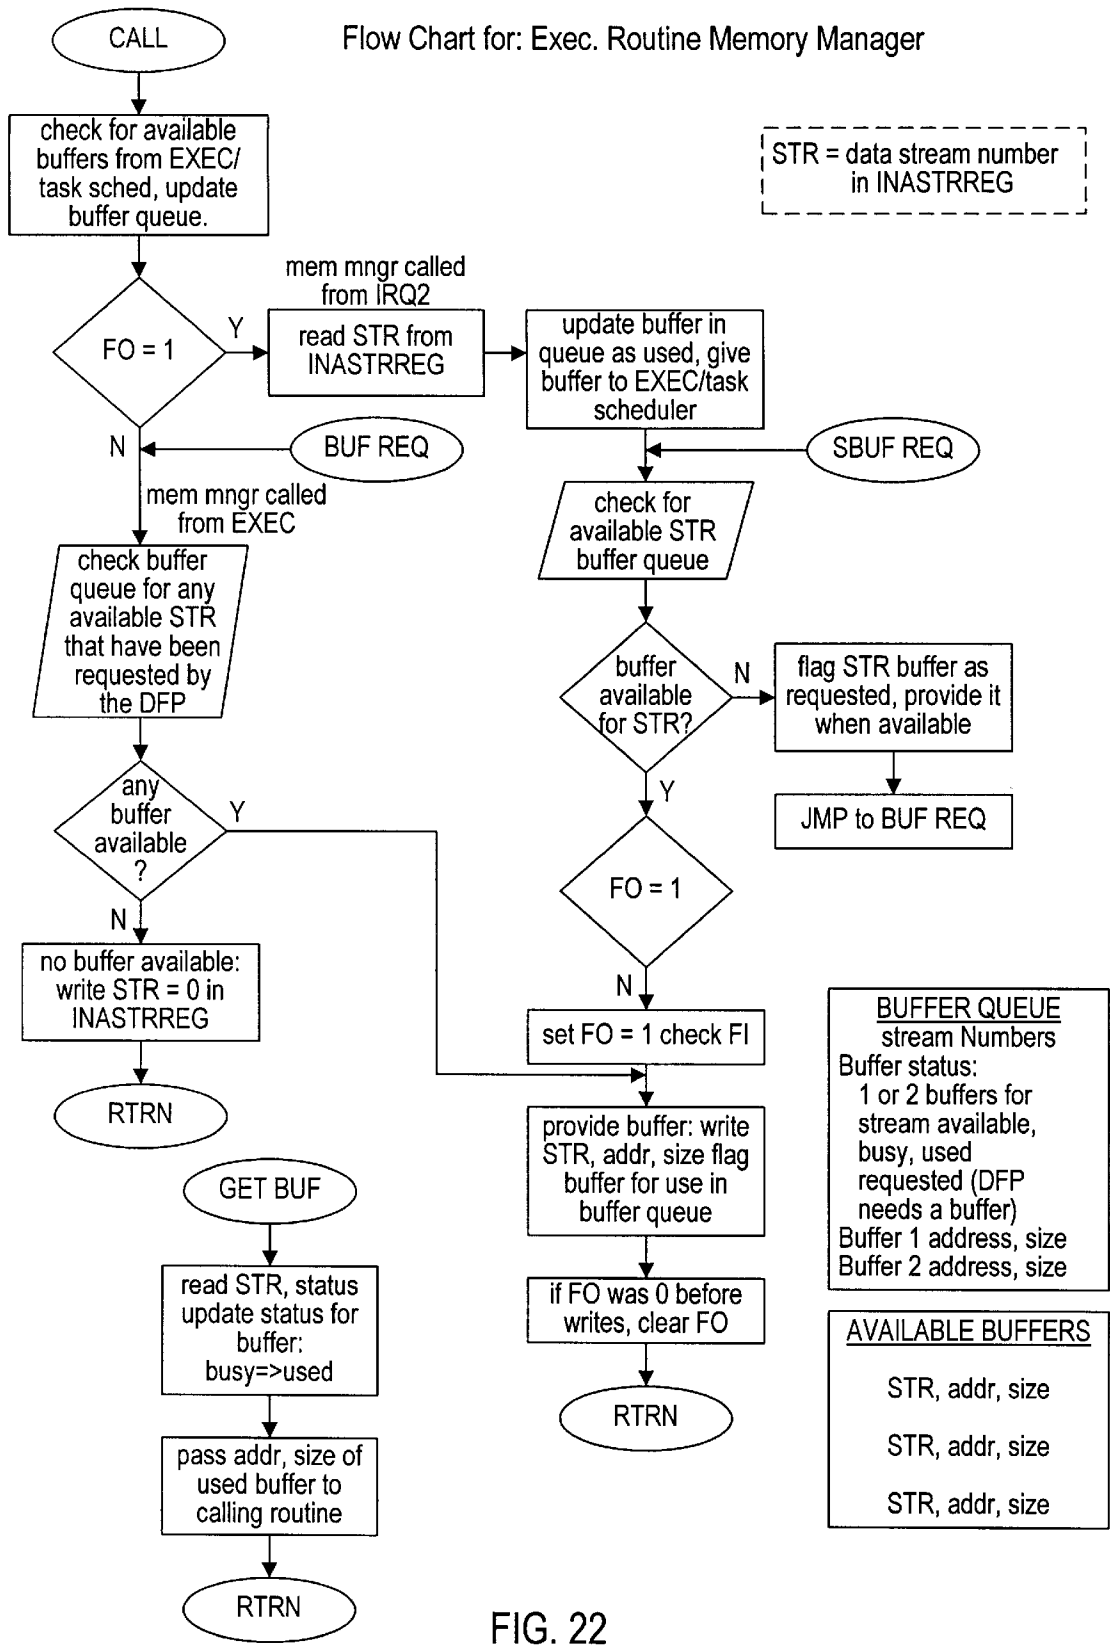 CALL
Flow Chart for: Exec. Routine Memory Manager
check for available
buffers from EXEC/
task sched, update
buffer queue.
STR = data stream number
in INASTRREG
FO = 1
Y
mem mngr called
from IRQ2
read STR from
INASTRREG
update buffer in
queue as used, give
buffer to EXEC/task
scheduler
N
BUF REQ
SBUF REQ
mem mngr called
from EXEC
check buffer
queue for any
available STR
that have been
requested by
the DFP
check for
available STR
buffer queue
buffer
available
for STR?
N
flag STR buffer as
requested, provide it
when available
JMP to BUF REQ
Y
any
buffer
available
?
Y
FO = 1
N
no buffer available:
write STR = 0 in
INASTRREG
RTRN
N
set FO = 1 check FI
provide buffer: write
STR, addr, size flag
buffer for use in
buffer queue
if FO was 0 before
writes, clear FO
RTRN
GET BUF
read STR, status
update status for
buffer:
busy=>used
pass addr, size of
used buffer to
calling routine
RTRN
BUFFER QUEUE
stream Numbers
Buffer status:
1 or 2 buffers for
stream available,
busy, used
requested (DFP
needs a buffer)
Buffer 1 address, size
Buffer 2 address, size
AVAILABLE BUFFERS
STR, addr, size
STR, addr, size
STR, addr, size
FIG. 22